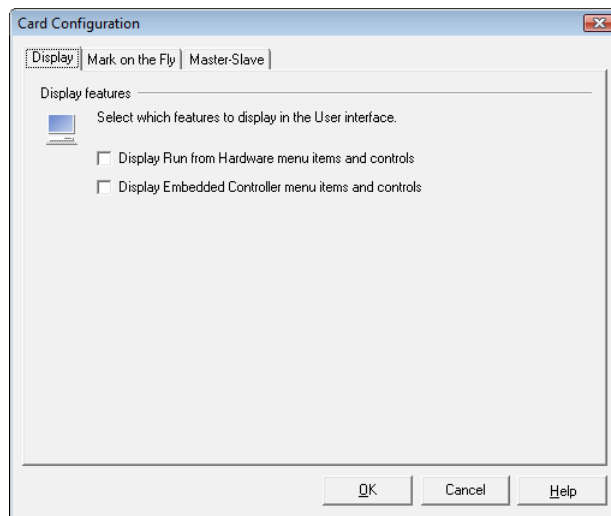 Card Configuration
Display Mark on the Fly Master-Slave
Display features
Select which features to display in the User interface.
Display Run from Hardware menu items and controls
Display Embedded Controller menu items and controls
OK Cancel Help